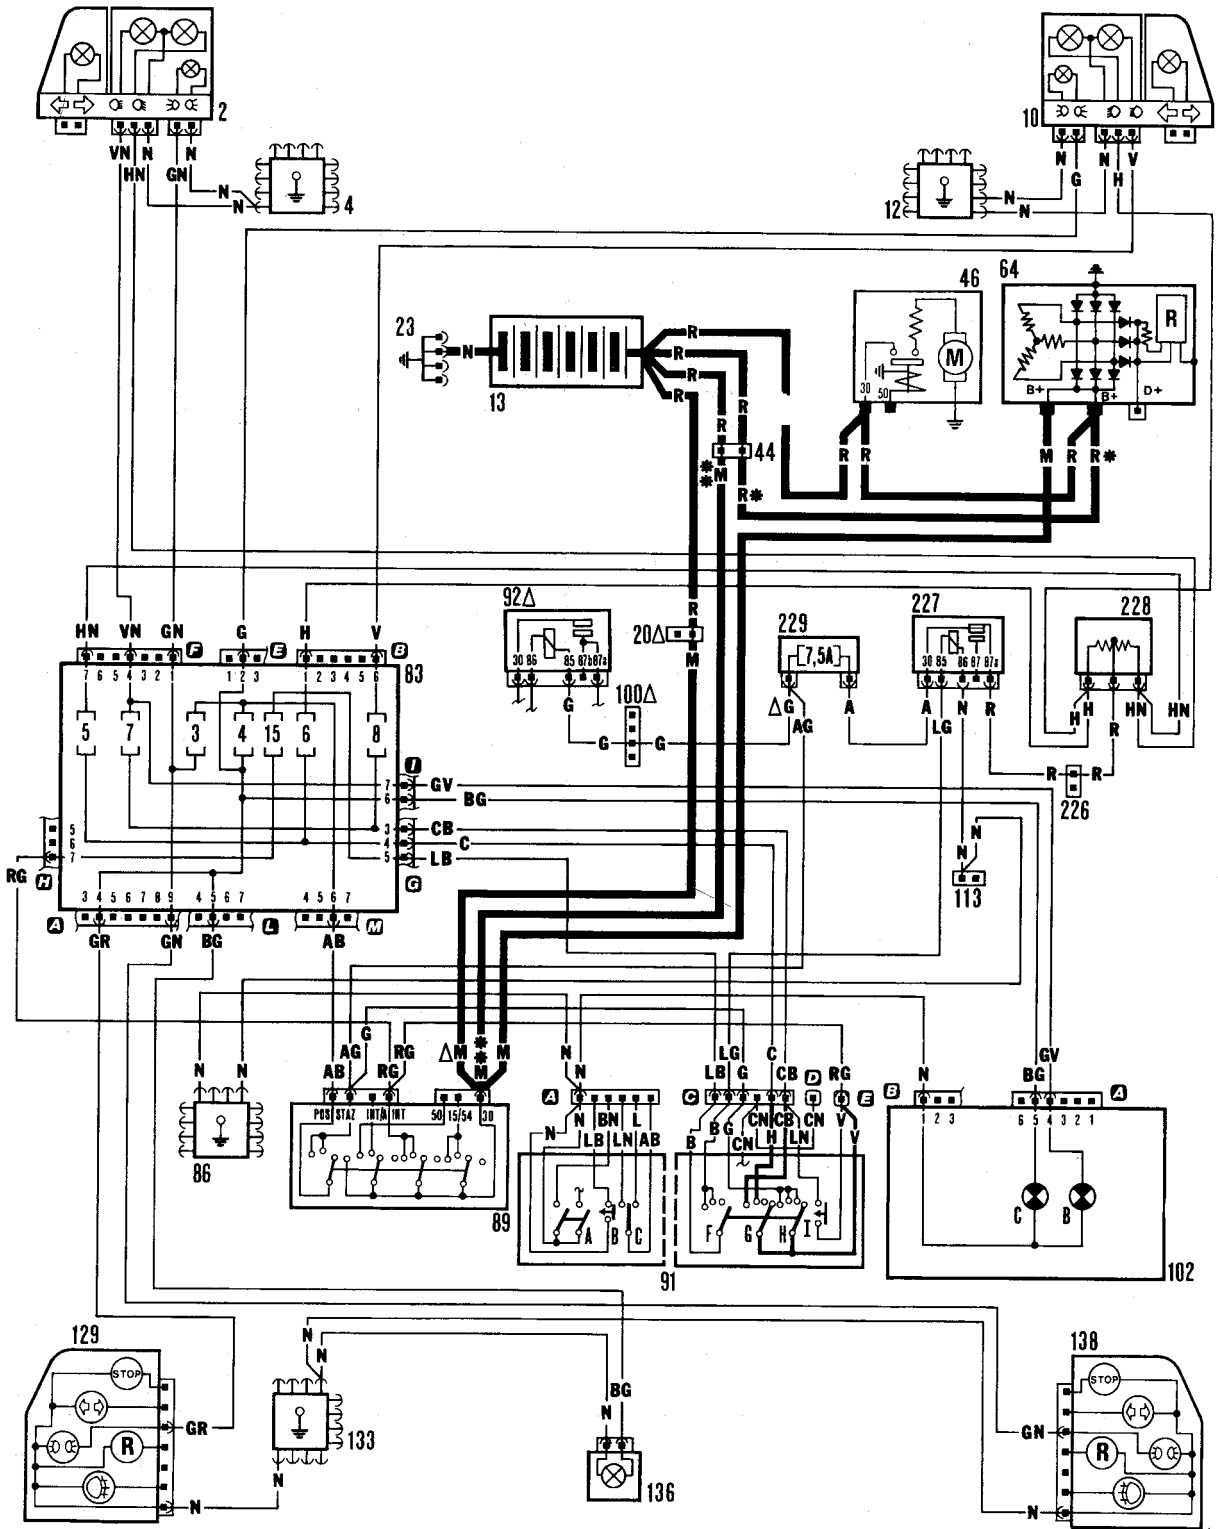 2
10
VN
N
N
HN
GN
N
N
4
N
G
N
V
H
12
N
N
23
N
13
R
R
R
R
R
R
44
**
M
R*
46
M
30
50
R
R
64
R
B+
B+
D+
M
R
R*
HN
VN
GN
F
G
E
H
V
B
83
7 6 5 4 3 2 1
1 2 3
1 2 3 4 5 6
5
7
3
4
15
6
8
I
7
6
GV
BG
3
4
5
CB
C
LB
G
5
6
7
H
RG
3 4 5 6 7 8 9
4 5 6 7
4 5 6 7
A
L
M
GR
GN
BG
AB
92Δ
30 86 85 87b 87a
G
R
20Δ
M
100Δ
G
G
229
7,5A
ΔG
AG
A
227
30 85 86 87 87a
A
LG
N
R
228
H
H
R
HN
HN
R
R
226
N
N
113
N
N
86
AB
AG
G
RG
RG
ΔM
**
M
M
POS STAZ INT/A INT
50 15/54 30
89
N
N
A
N
N
LB
BN
LN
L
AB
A
B
C
91
LB
LG
G
C
CB
D
RG
C
E
B
BG
CN
CN
H
CB
LN
CN
V
V
F
G
H
I
N
B
2 3
BG
GV
A
6 5 4 3 2 1
C
B
102
129
STOP
R
GR
N
N
N
133
N
N
BG
136
138
STOP
R
GN
N